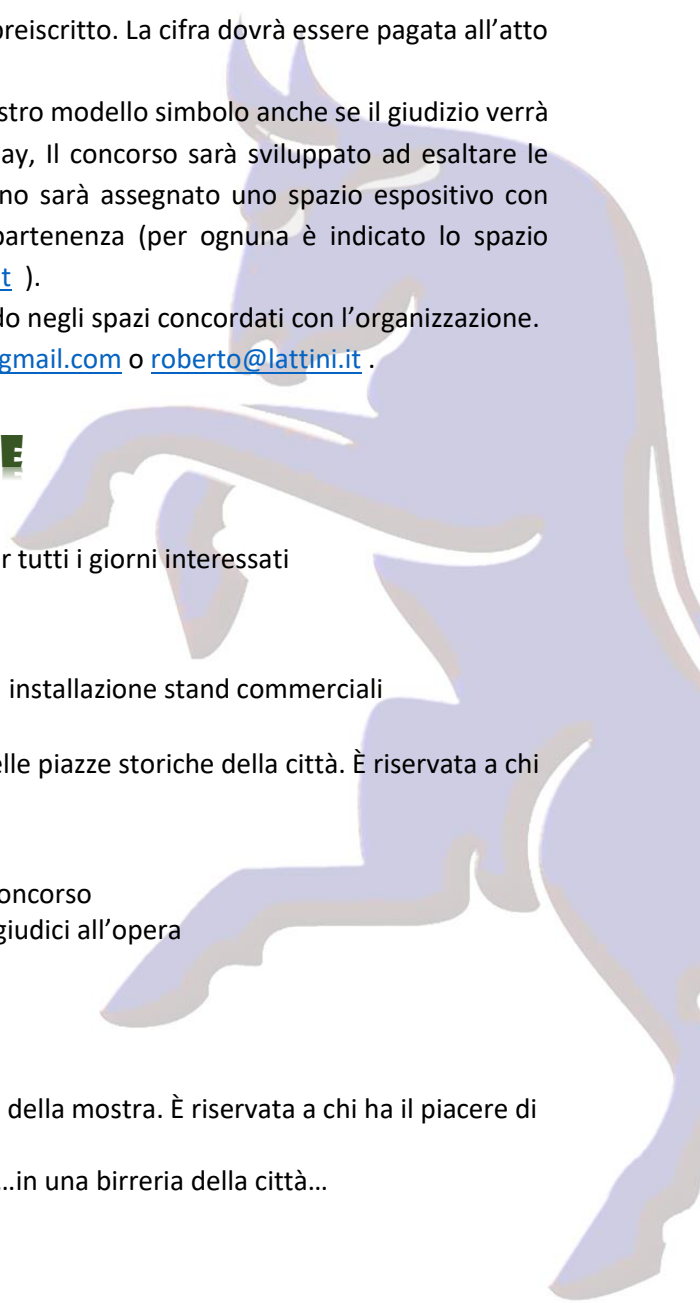 preiscritto. La cifra dovrà essere pagata all’atto
stro modello simbolo anche se il giudizio verrà
ay, Il concorso sarà sviluppato ad esaltare le
no sarà assegnato uno spazio espositivo con
partenenza (per ognuna è indicato lo spazio
t ).
do negli spazi concordati con l’organizzazione.
gmail.com o roberto@lattini.it .
E
r tutti i giorni interessati
installazione stand commerciali
elle piazze storiche della città. È riservata a chi
oncorso
giudici all’opera
della mostra. È riservata a chi ha il piacere di
…in una birreria della città…